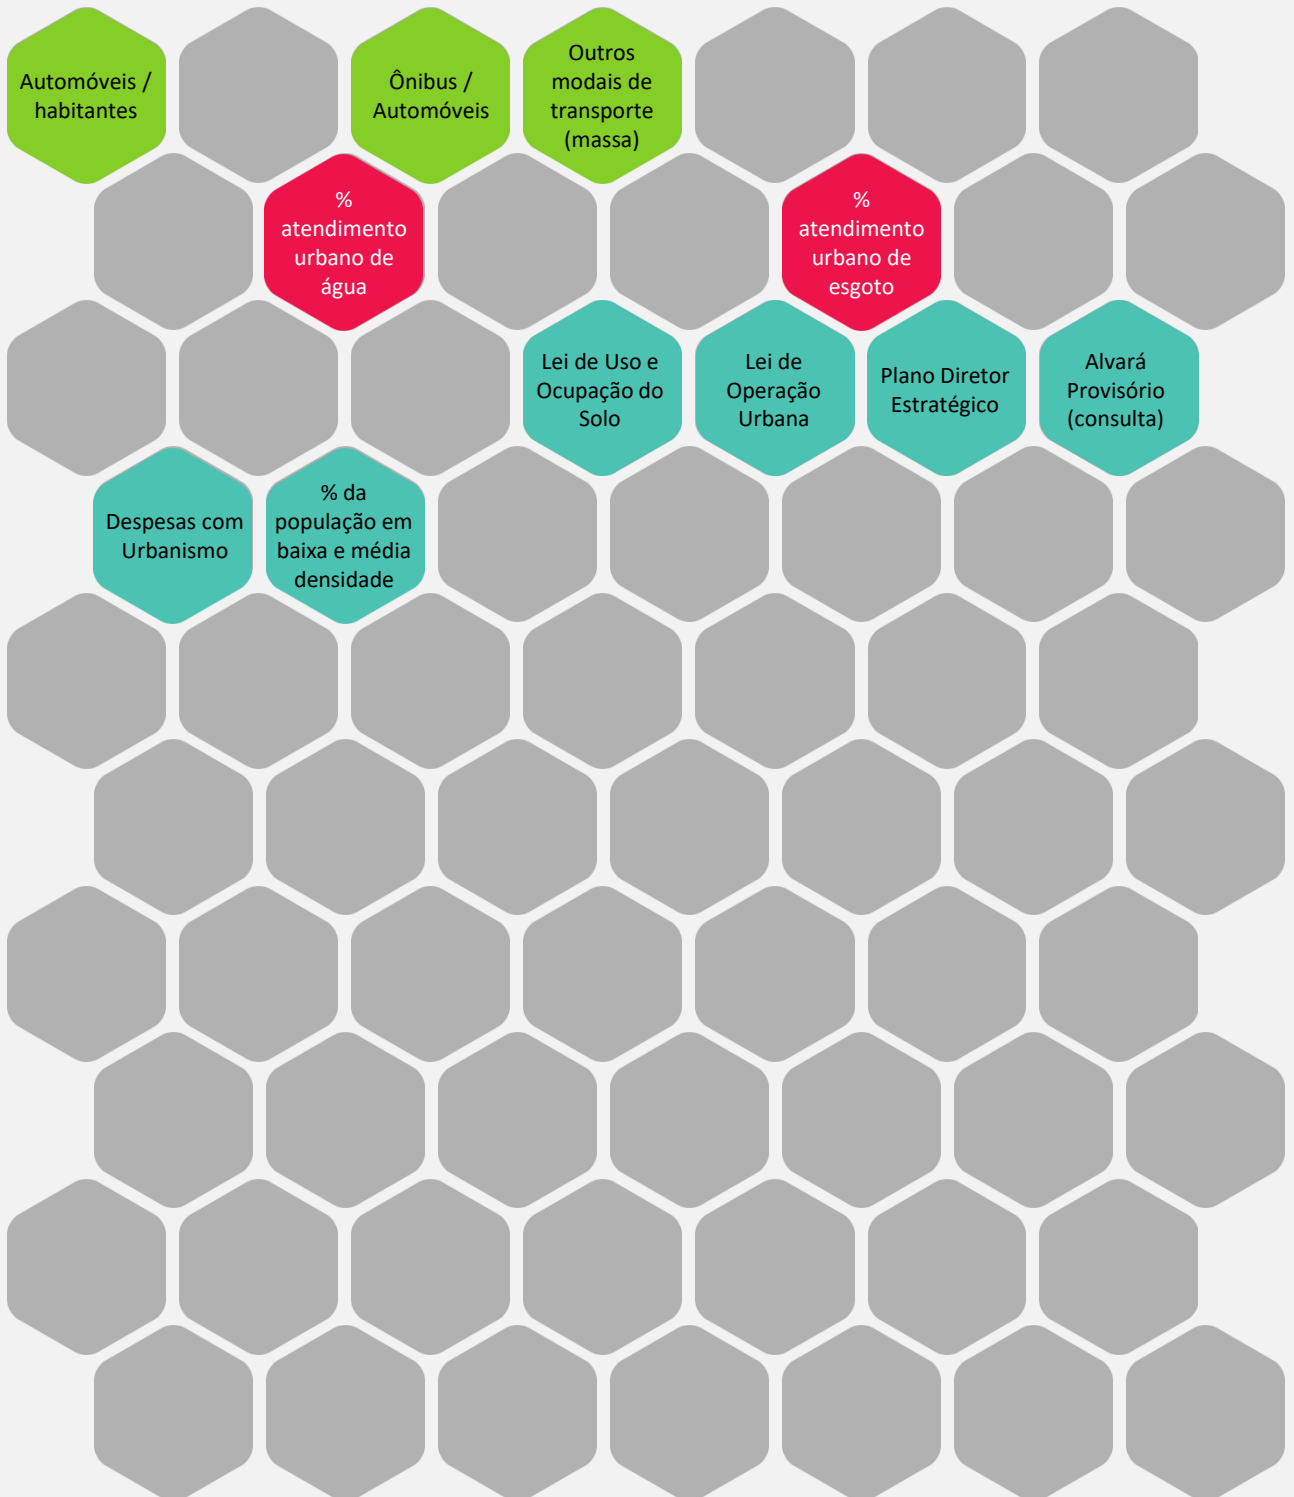 Automóveis /
habitantes
Ônibus /
Automóveis
Outros
modais de
transporte
(massa)
%
atendimento
urbano de
água
%
atendimento
urbano de
esgoto
Lei de Uso e
Ocupação do
Solo
Lei de
Operação
Urbana
Plano Diretor
Estratégico
Alvará
Provisório
(consulta)
Despesas com
Urbanismo
% da
população em
baixa e média
densidade